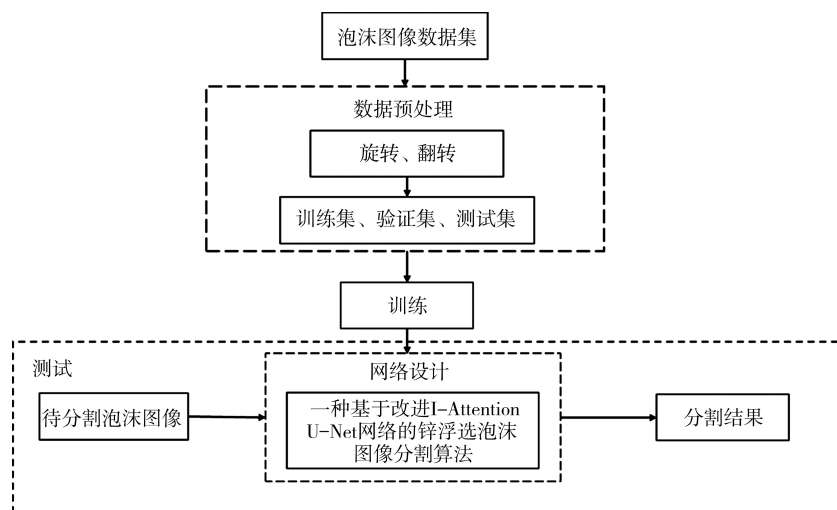 泡沫图像数据集
数据预处理
旋转、翻转
训练集、验证集、测试集
训练
测试
网络设计
待分割泡沫图像
一种基于改进I-Attention
U-Net网络的锌浮选泡沫
图像分割算法
分割结果